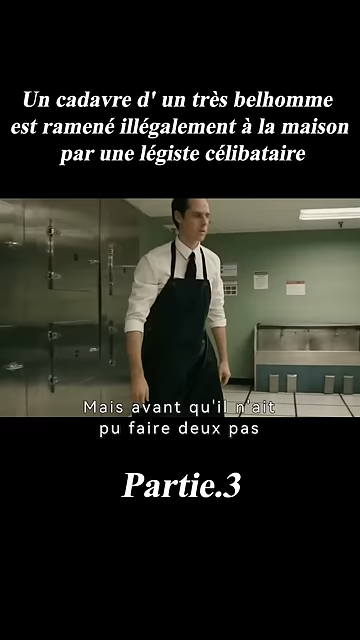 Un cadavre d' un très belhomme
est ramené illégalement à la maison
par une légiste célibataire
Mais avant qu'il n'ait
pu faire deux pas
Partie.3